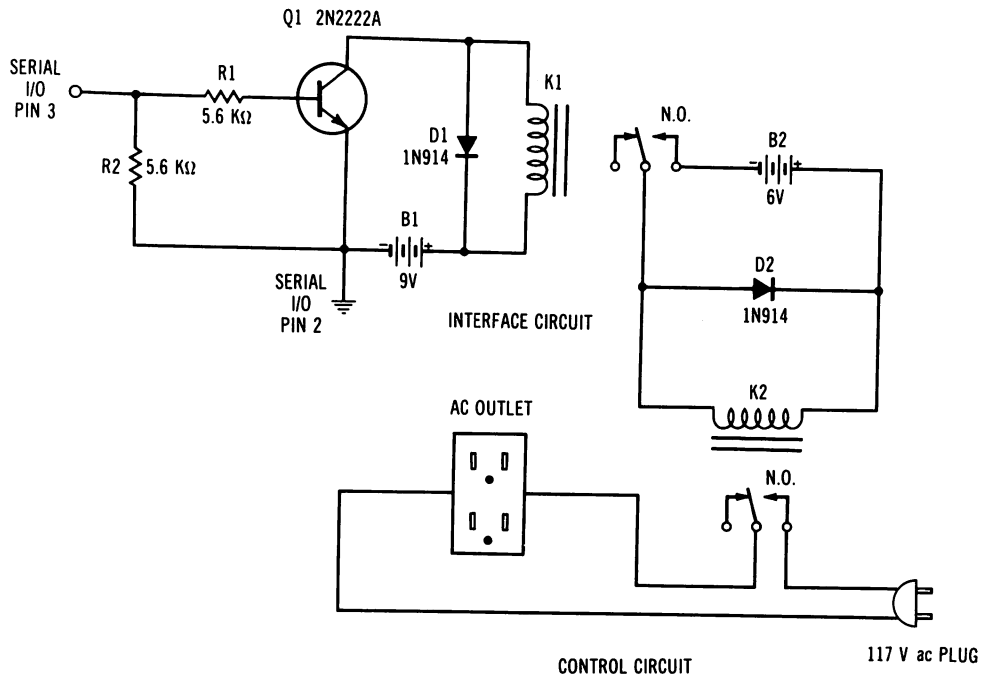 Q1 2N2222A
SERIAL
I/O
PIN 3
R1
5.6 KΩ
R2 5.6 KΩ
D1
1N914
K1
B1
- +
9V
SERIAL
I/O
PIN 2
INTERFACE CIRCUIT
N.O.
B2
- +
6V
D2
1N914
K2
AC OUTLET
N.O.
117 V ac PLUG
CONTROL CIRCUIT